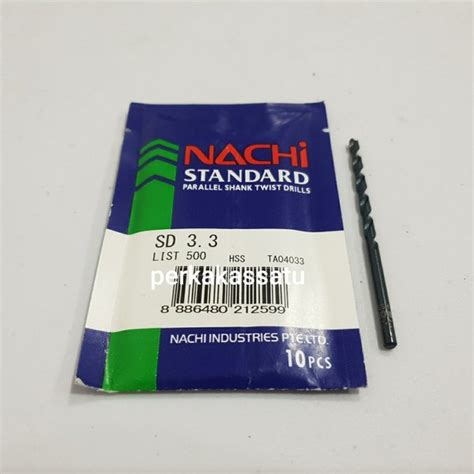 NACHi
STANDARD
PARALLEL SHANK TWIST DRILLS
SD 3.3
LIST 500 HSS TA04033
perkakassatu
8 886480 212599
NACHI INDUSTRIES PTE.LTD.
10PCS